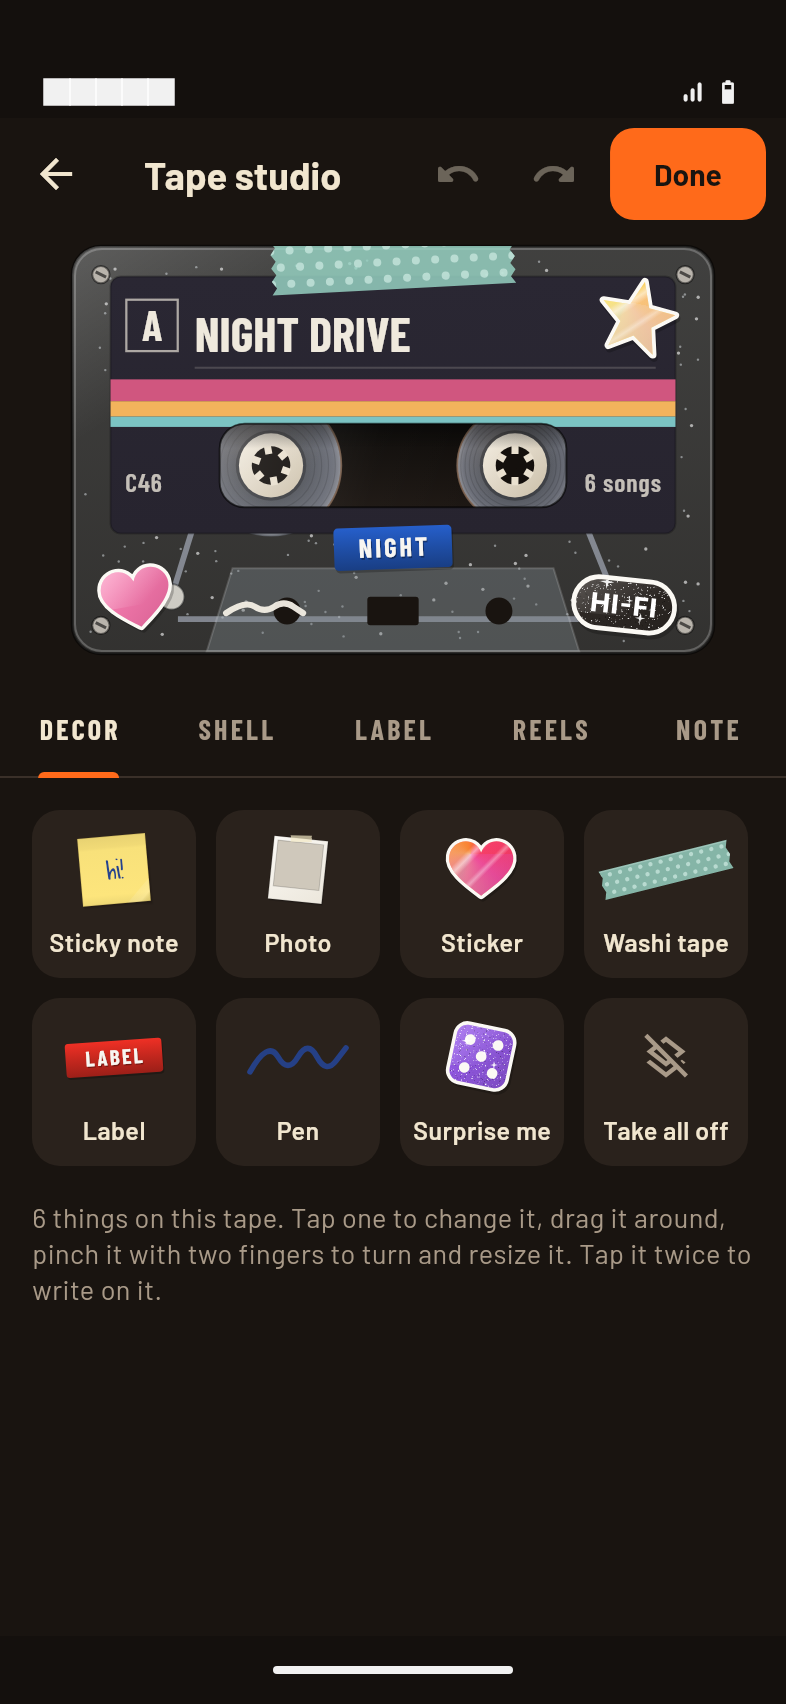 Tape studio
Done
A
NIGHT DRIVE
C46
6 songs
NIGHT
HI-FI
DECOR
SHELL
LABEL
REELS
NOTE
hi!
Sticky note
Photo
Sticker
Washi tape
LABEL
Label
Pen
Surprise me
Take all off
6 things on this tape. Tap one to change it, drag it around,
pinch it with two fingers to turn and resize it. Tap it twice to
write on it.